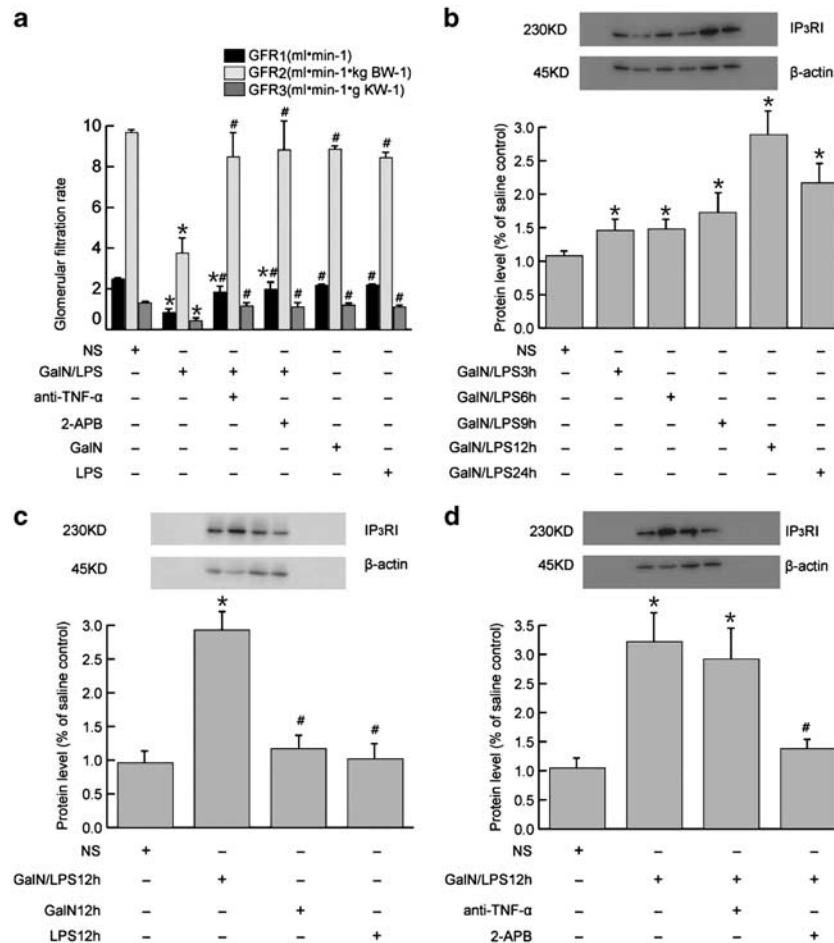 a
GFR1(ml•min-1)
GFR2(ml•min-1•kg BW-1)
GFR3(ml•min-1•g KW-1)
Glomerular filtration rate
10
8
6
4
2
0
* * * *# # # *# # # # # # # # #
NS + – – – – –
GalN/LPS – + + + – –
anti-TNF-α – – + – – –
2-APB – – – + – –
GalN – – – – + –
LPS – – – – – +
b
230KD IP3RI
45KD β-actin
Protein level (% of saline control)
3.0
2.5
2.0
1.5
1.0
0.5
0.0
* * * * *
NS + – – – – –
GalN/LPS3h – + – – – –
GalN/LPS6h – – + – – –
GalN/LPS9h – – – + – –
GalN/LPS12h – – – – + –
GalN/LPS24h – – – – – +
c
230KD IP3RI
45KD β-actin
Protein level (% of saline control)
3.0
2.5
2.0
1.5
1.0
0.5
0.0
* # #
NS + – – –
GalN/LPS12h – + – –
GalN12h – – + –
LPS12h – – – +
d
230KD IP3RI
45KD β-actin
Protein level (% of saline control)
3.5
3.0
2.5
2.0
1.5
1.0
0.5
0.0
* * #
NS + – – –
GalN/LPS12h – + + +
anti-TNF-α – – + –
2-APB – – – +